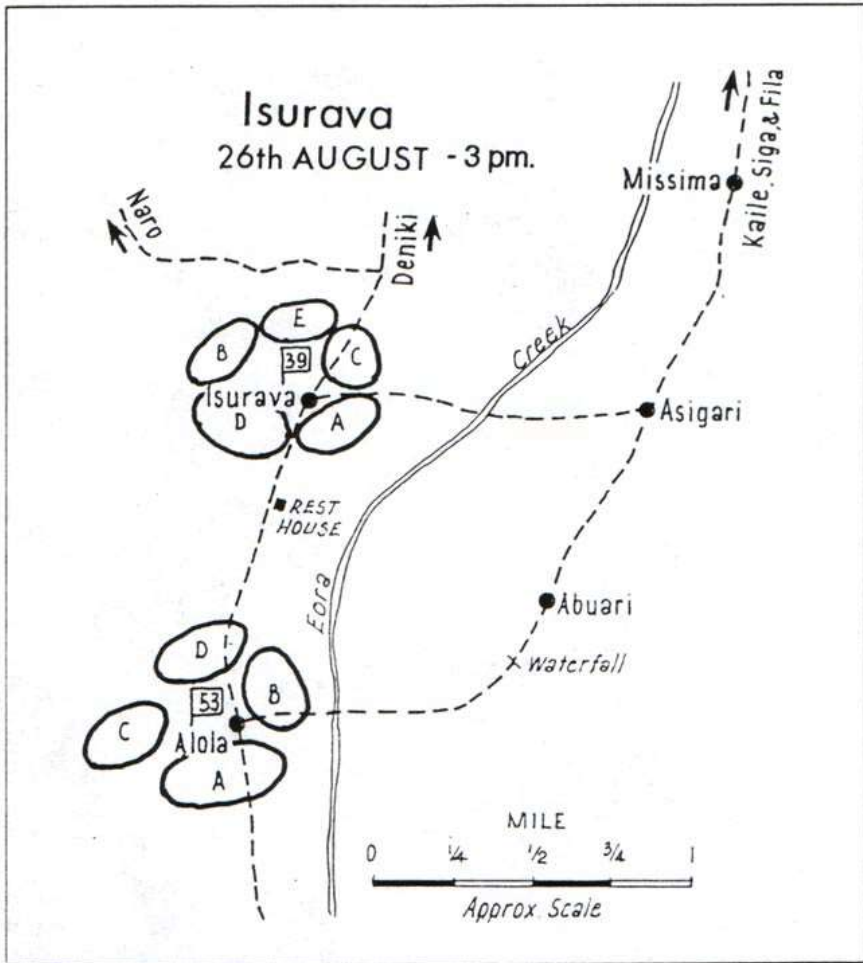 Isurava
26th AUGUST - 3 pm.
Naro
Deniki
Missima
Kaile, Siga, & Fila
E
B
39
C
Isurava
D
A
Creek
Asigari
REST
HOUSE
Eora
Abuari
Waterfall
D
B
53
C
Alola
A
MILE
0 1/4 1/2 3/4 1
Approx. Scale